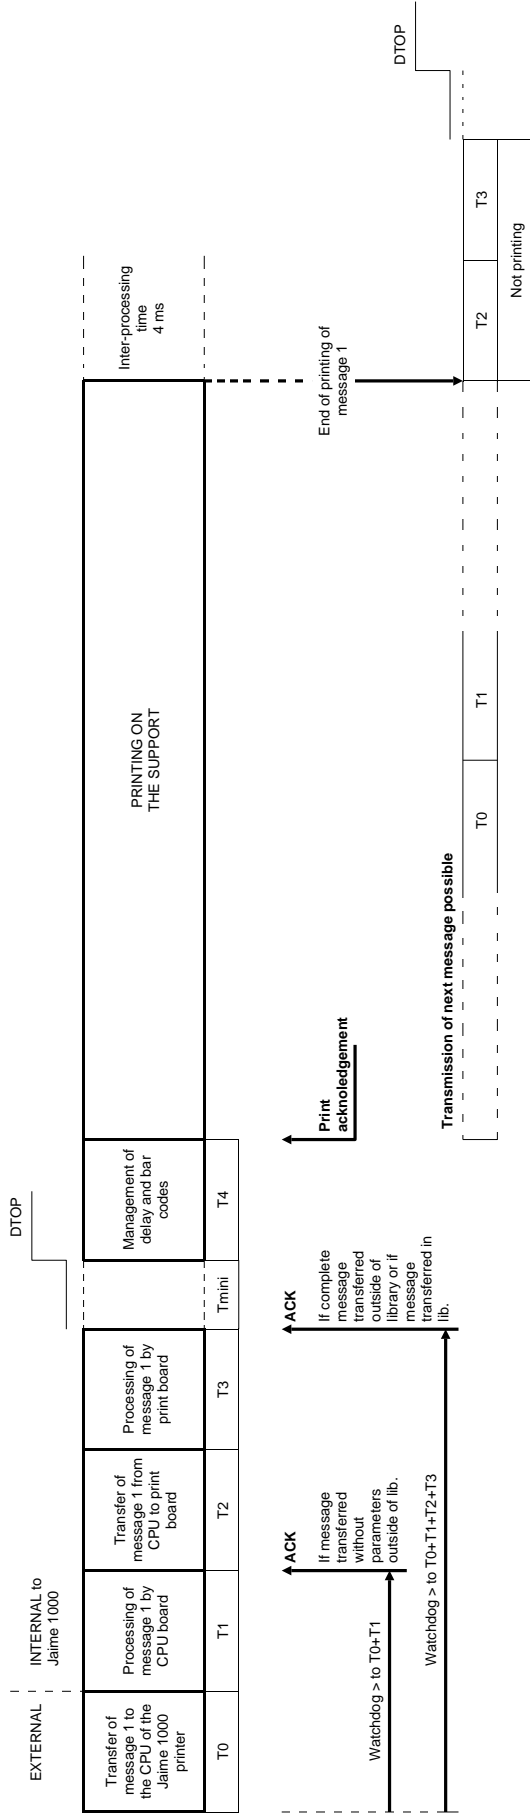 EXTERNAL
INTERNAL to
Jaime 1000
DTOP
DTOP
Transfer of
message 1 to
the CPU of the
Jaime 1000
printer
Processing of
message 1 by
CPU board
Transfer of
message 1 from
CPU to print
board
Processing of
message 1 by
print board
Management of
delay and bar
codes
PRINTING ON
THE SUPPORT
Inter-processing
time
4 ms
T0
T1
T2
T3
Tmini
T4
ACK
If message
transferred
without
parameters
outside of lib.
ACK
If complete
message
transferred
outside of
library or if
message
transferred in
lib.
Print
acknoledgement
End of printing of
message 1
Watchdog > to T0+T1
Watchdog > to T0+T1+T2+T3
Transmission of next message possible
T0
T1
T2
T3
Not printing